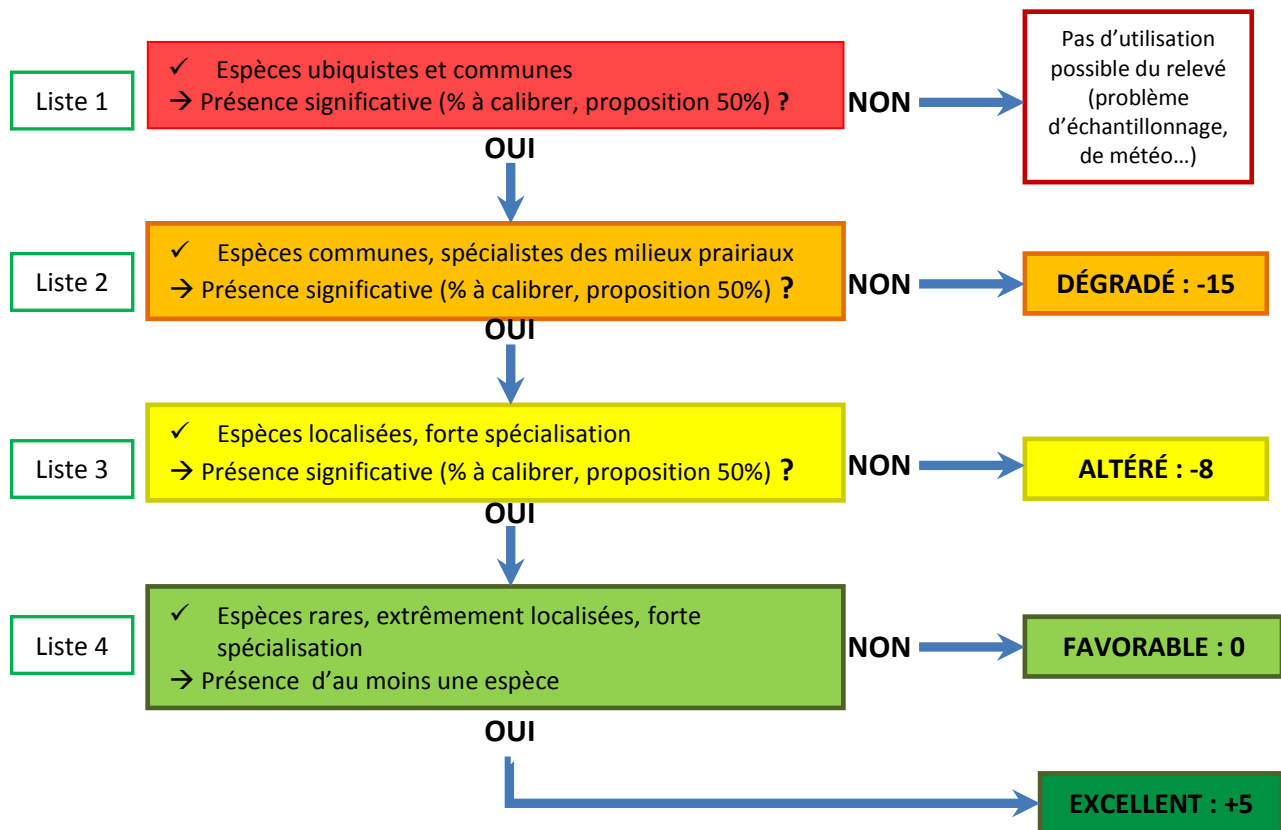 Liste 1
✓ Espèces ubiquistes et communes
→ Présence significative (% à calibrer, proposition 50%) ?
NON
Pas d’utilisation
possible du relevé
(problème
d’échantillonnage,
de météo…)
OUI
Liste 2
✓ Espèces communes, spécialistes des milieux prairiaux
→ Présence significative (% à calibrer, proposition 50%) ?
NON
DÉGRADÉ : -15
OUI
Liste 3
✓ Espèces localisées, forte spécialisation
→ Présence significative (% à calibrer, proposition 50%) ?
NON
ALTÉRÉ : -8
OUI
Liste 4
✓ Espèces rares, extrêmement localisées, forte
spécialisation
→ Présence d’au moins une espèce
NON
FAVORABLE : 0
OUI
EXCELLENT : +5